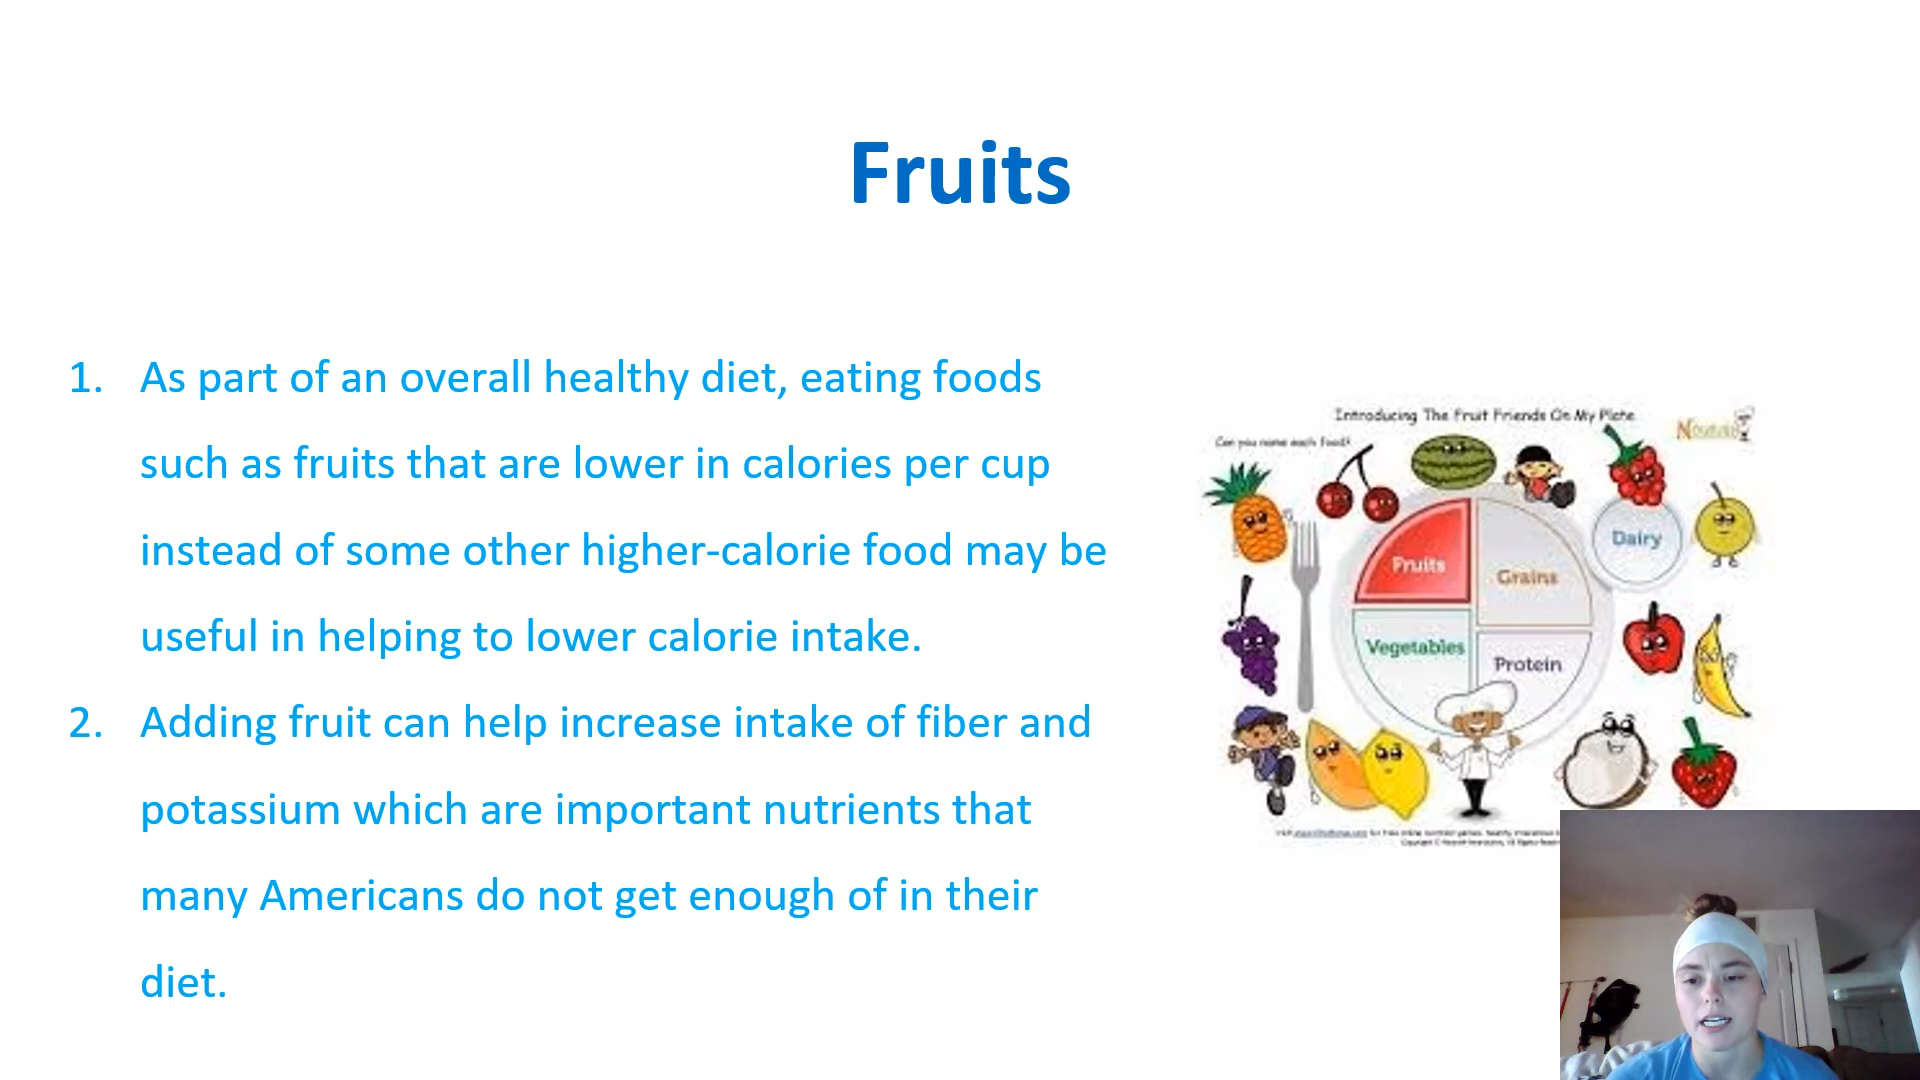 Fruits
1. As part of an overall healthy diet, eating foods
such as fruits that are lower in calories per cup
instead of some other higher-calorie food may be
useful in helping to lower calorie intake.
2. Adding fruit can help increase intake of fiber and
potassium which are important nutrients that
many Americans do not get enough of in their
diet.
Introducing The Fruit Friends On My Plate
Can you name each food?
Dairy
Fruits
Grains
Vegetables
Protein